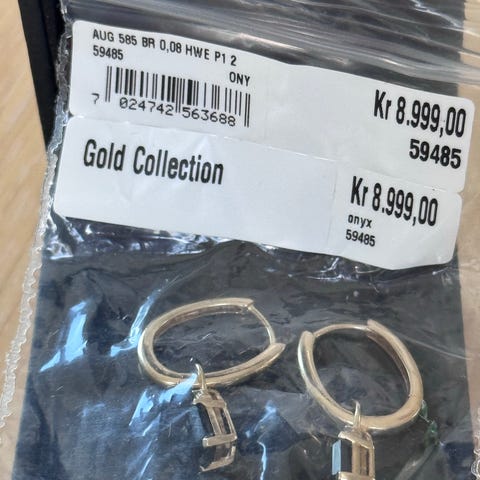 AUG 585 BR 0,08 HWE P1 2
59485
ONY
7 024742 563688
Kr 8.999,00
59485
Gold Collection
Kr 8.999,00
onyx
59485